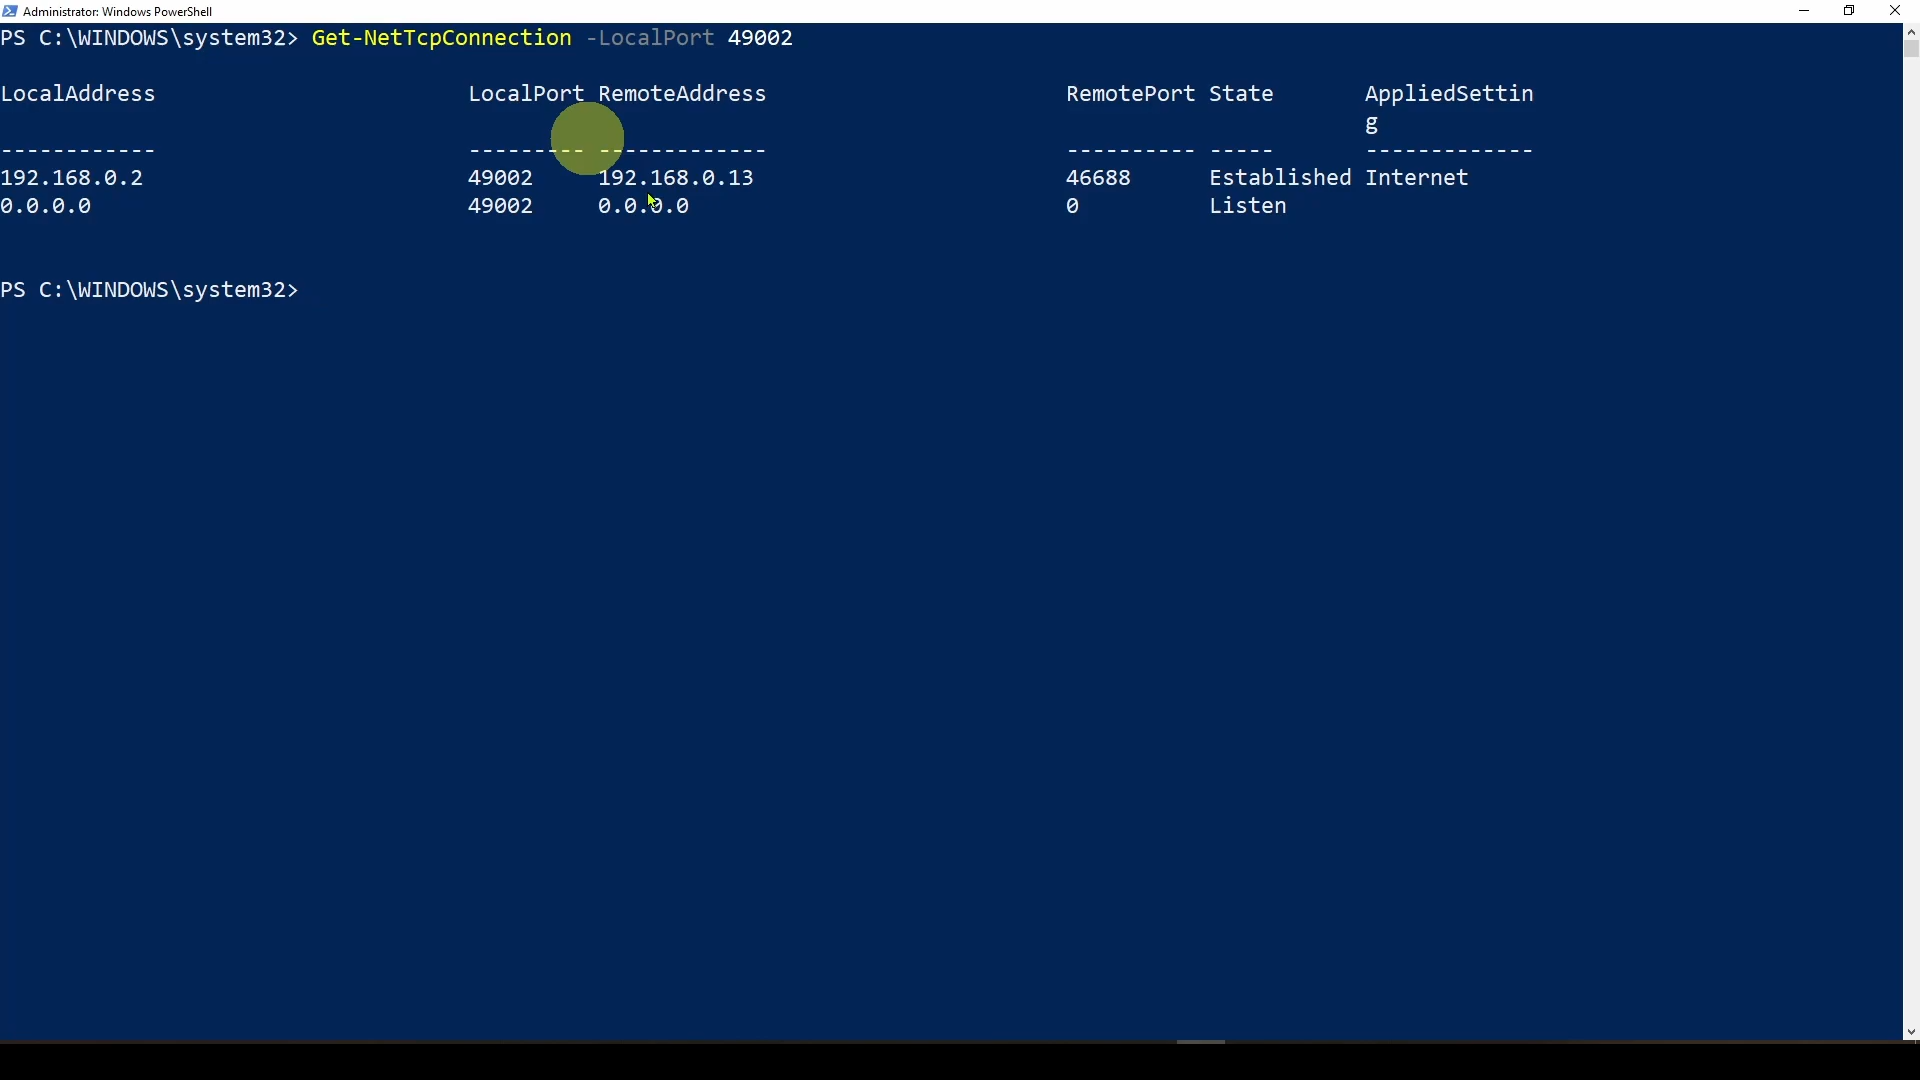 Administrator: Windows PowerShell
PS C:\WINDOWS\system32> Get-NetTcpConnection -LocalPort 49002
LocalAddress LocalPort RemoteAddress RemotePort State AppliedSettin
g
------------ --------- ------------- ---------- ----- -------------
192.168.0.2 49002 192.168.0.13 46688 Established Internet
0.0.0.0 49002 0.0.0.0 0 Listen
PS C:\WINDOWS\system32>